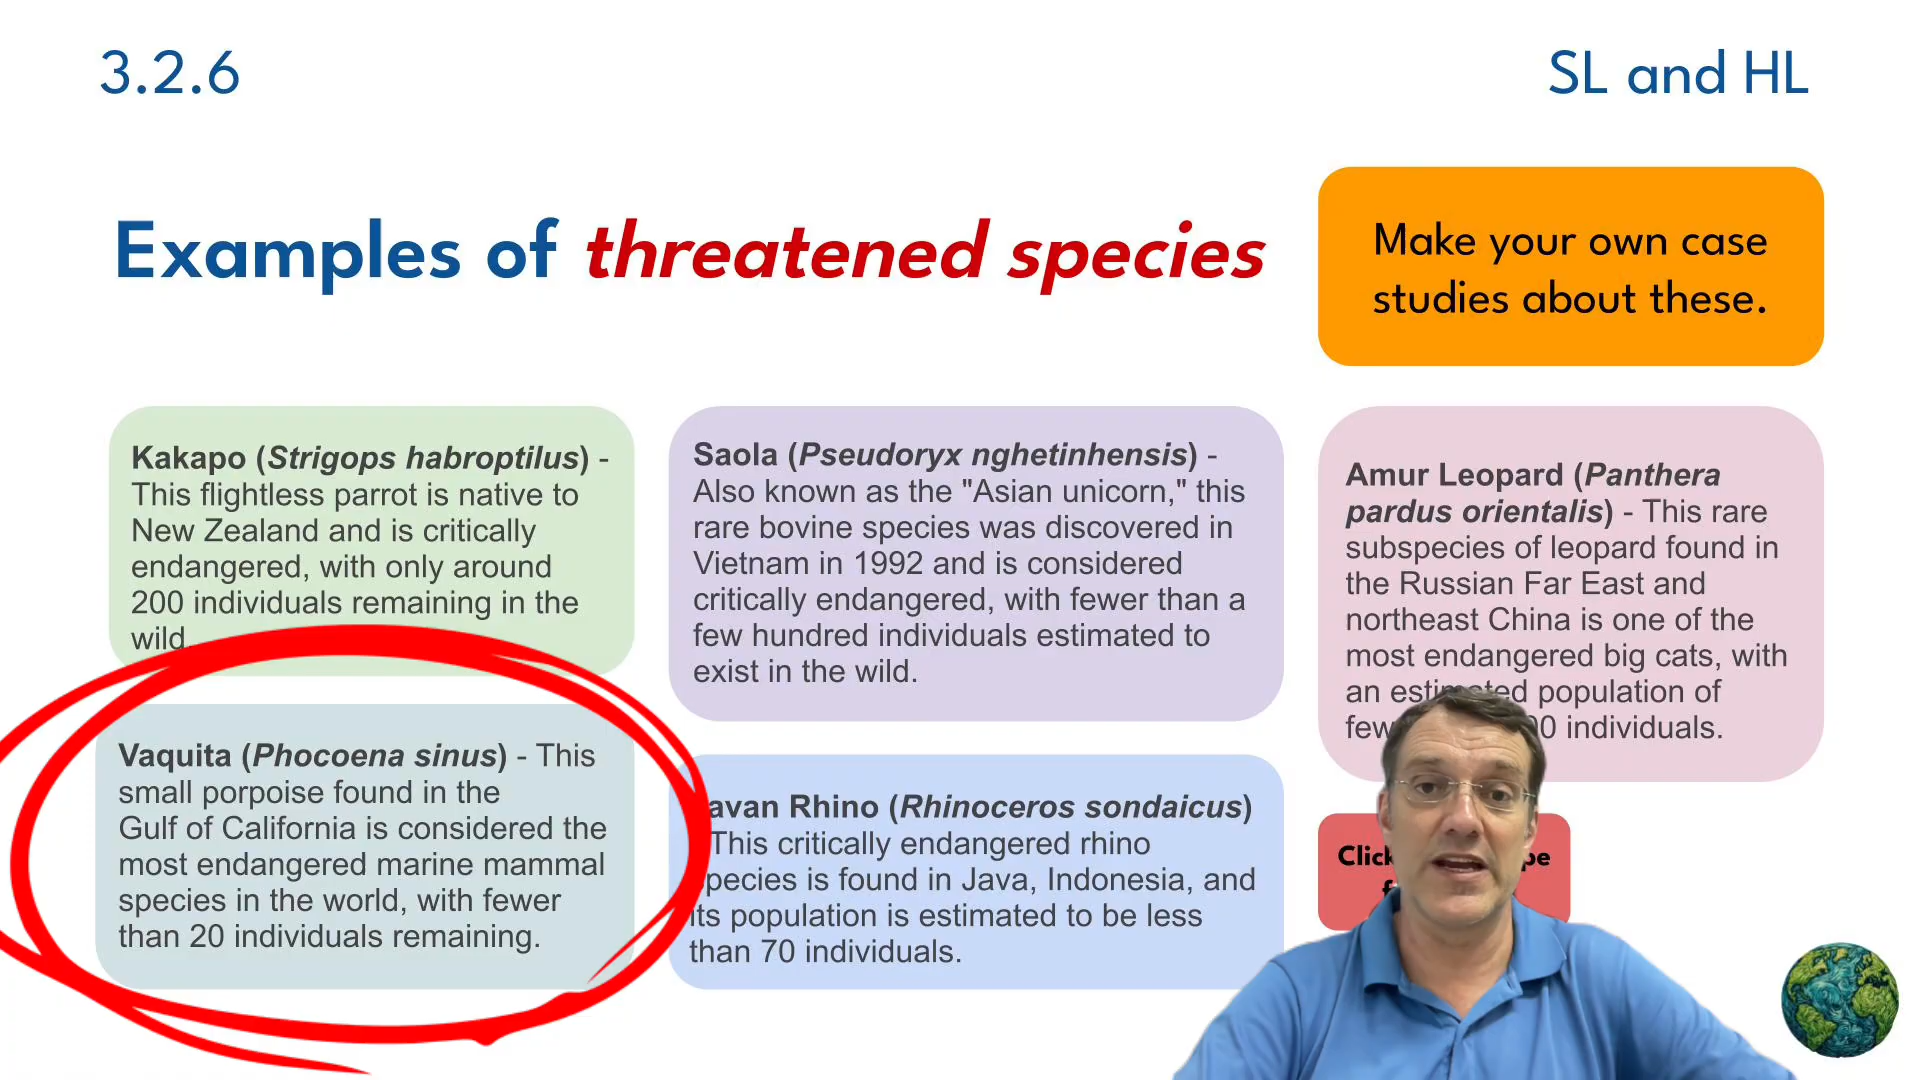 3.2.6
SL and HL
Examples of threatened species
Make your own case
studies about these.
Kakapo (Strigops habroptilus) -
This flightless parrot is native to
New Zealand and is critically
endangered, with only around
200 individuals remaining in the
wild.
Saola (Pseudoryx nghetinhensis) -
Also known as the "Asian unicorn," this
rare bovine species was discovered in
Vietnam in 1992 and is considered
critically endangered, with fewer than a
few hundred individuals estimated to
exist in the wild.
Amur Leopard (Panthera
pardus orientalis) - This rare
subspecies of leopard found in
the Russian Far East and
northeast China is one of the
most endangered big cats, with
an estimated population of
individuals.
Vaquita (Phocoena sinus) - This
small porpoise found in the
Gulf of California is considered the
most endangered marine mammal
species in the world, with fewer
than 20 individuals remaining.
Javan Rhino (Rhinoceros sondaicus)
This critically endangered rhino
species is found in Java, Indonesia, and
its population is estimated to be less
than 70 individuals.
Click